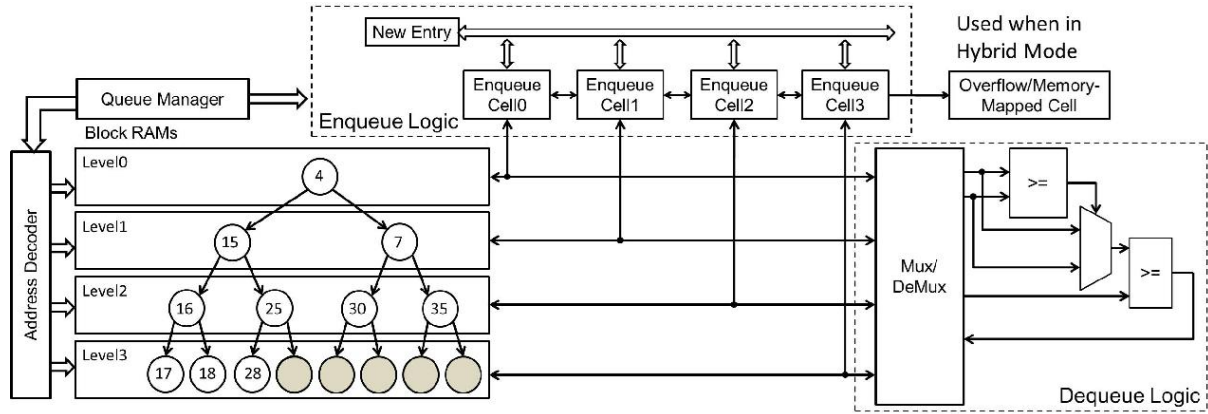 New Entry
Used when in
Hybrid Mode
Queue Manager
Enqueue
Cell0
Enqueue
Cell1
Enqueue
Cell2
Enqueue
Cell3
Overflow/Memory-
Mapped Cell
Enqueue Logic
Block RAMs
Address Decoder
Level0
4
Level1
15
7
Level2
16
25
30
35
Level3
17
18
28
Mux/
DeMux
>=
>=
Dequeue Logic